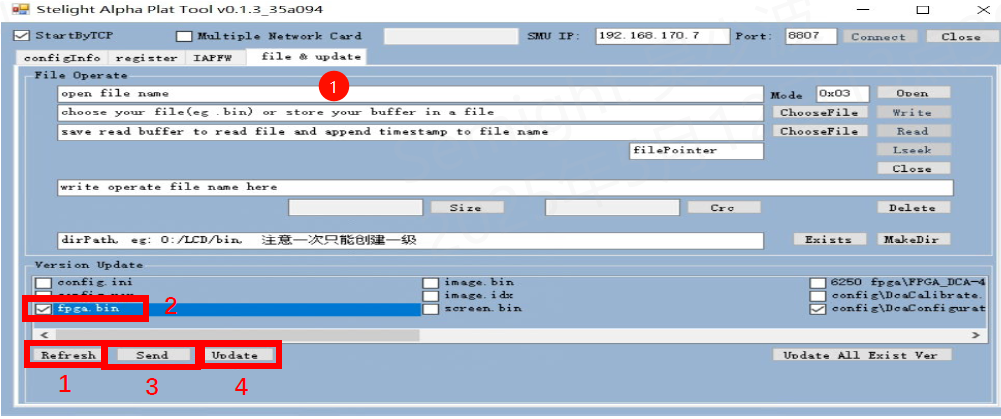 Stelight Alpha Plat Tool v0.1.3_35a094
StartByTCP Multiple Network Card SMU IP: 192.168.170.7 Port: 8807 Connect Close
configInfo register IAPFW file & update
File Operate
1
open file name Mode 0x03 Open
choose your file(eg .bin) or store your buffer in a file ChooseFile Write
save read buffer to read file and append timestamp to file name ChooseFile Read
filePointer Lseek
Close
write operate file name here
Size Crc Delete
dirPath, eg: 0:/LCD/bin, 注意一次只能创建一级 Exists MakeDir
Version Update
config.ini image.bin 6250 fpga\FPGA_DCA-4
image.idx config\DcaCalibrate.
fpga.bin 2 screen.bin config\DcaConfigurat
Refresh Send Update Update All Exist Ver
1 3 4